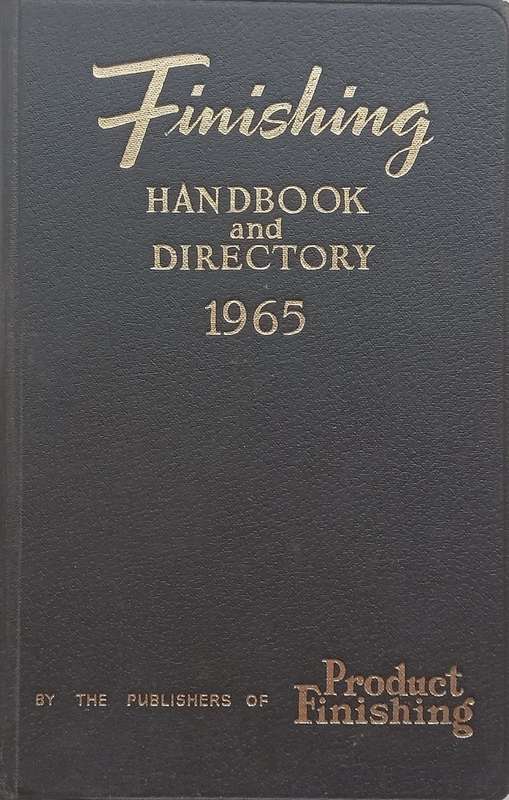 Finishing
HANDBOOK
and
DIRECTORY
1965
BY THE PUBLISHERS OF
Product
Finishing